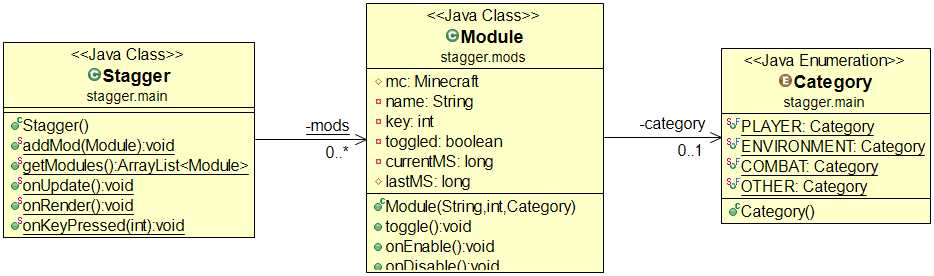 <<Java Class>>
Stagger
stagger.main
Stagger()
addMod(Module):void
getModules():ArrayList<Module>
onUpdate():void
onRender():void
onKeyPressed(int):void
-mods
0..*
<<Java Class>>
Module
stagger.mods
mc: Minecraft
name: String
key: int
toggled: boolean
currentMS: long
lastMS: long
Module(String,int,Category)
toggle():void
onEnable():void
onDisable():void
-category
0..1
<<Java Enumeration>>
Category
stagger.main
PLAYER: Category
ENVIRONMENT: Category
COMBAT: Category
OTHER: Category
Category()